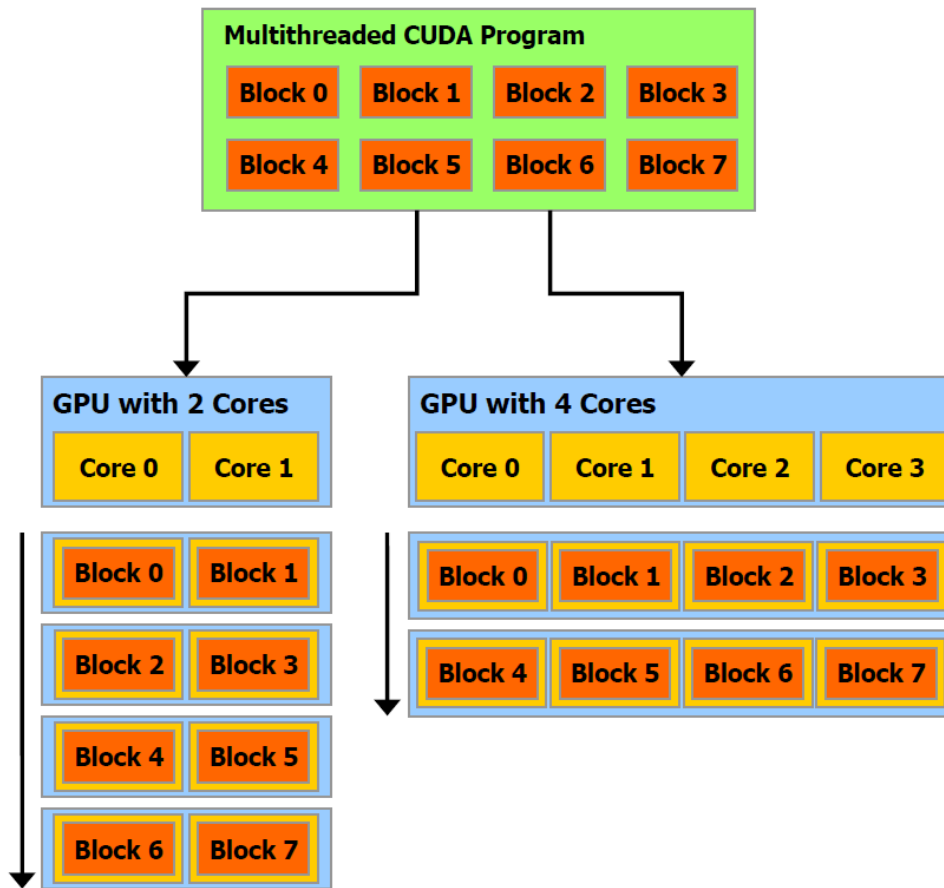 Multithreaded CUDA Program
Block 0 Block 1 Block 2 Block 3
Block 4 Block 5 Block 6 Block 7
GPU with 2 Cores
Core 0 Core 1
Block 0 Block 1
Block 2 Block 3
Block 4 Block 5
Block 6 Block 7
GPU with 4 Cores
Core 0 Core 1 Core 2 Core 3
Block 0 Block 1 Block 2 Block 3
Block 4 Block 5 Block 6 Block 7